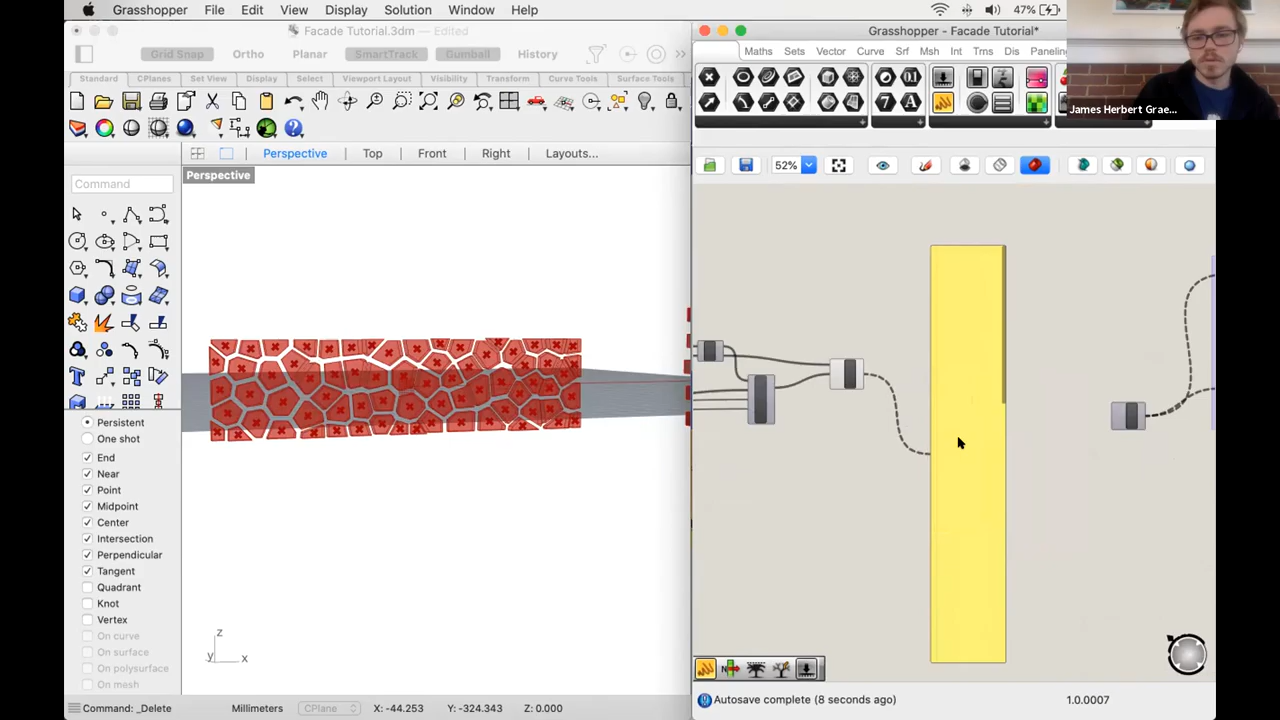 Grasshopper File Edit View Display Solution Window Help 47%
Facade Tutorial.3dm — Edited
Grasshopper - Facade Tutorial*
Grid Snap Ortho Planar SmartTrack Gumball History
Maths Sets Vector Curve Srf Msh Int Trns Dis Paneling
Standard CPlanes Set View Display Select Viewport Layout Visibility Transform Curve Tools Surface Tools
James Herbert Grae...
Perspective Top Front Right Layouts...
52%
Perspective
Command
Persistent
One shot
End
Near
Point
Midpoint
Center
Intersection
Perpendicular
Tangent
Quadrant
Knot
Vertex
On curve
On surface
On polysurface
On mesh
z
y x
Command: _Delete Millimeters CPlane X: -44.253 Y: -324.343 Z: 0.000
Autosave complete (8 seconds ago) 1.0.0007